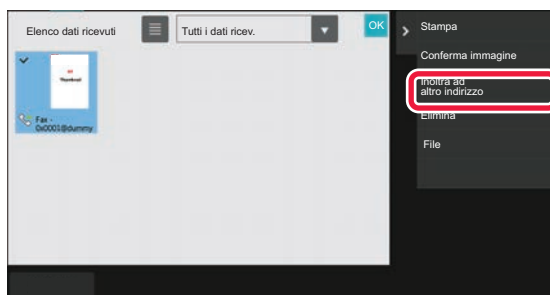 Elenco dati ricevuti
Tutti i dati ricev.
OK
Fax -
0x0001@dummy
Stampa
Conferma immagine
Inoltra ad
altro indirizzo
Elimina
File